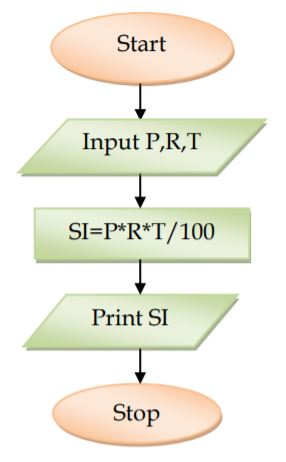 Start
Input P,R,T
SI=P*R*T/100
Print SI
Stop